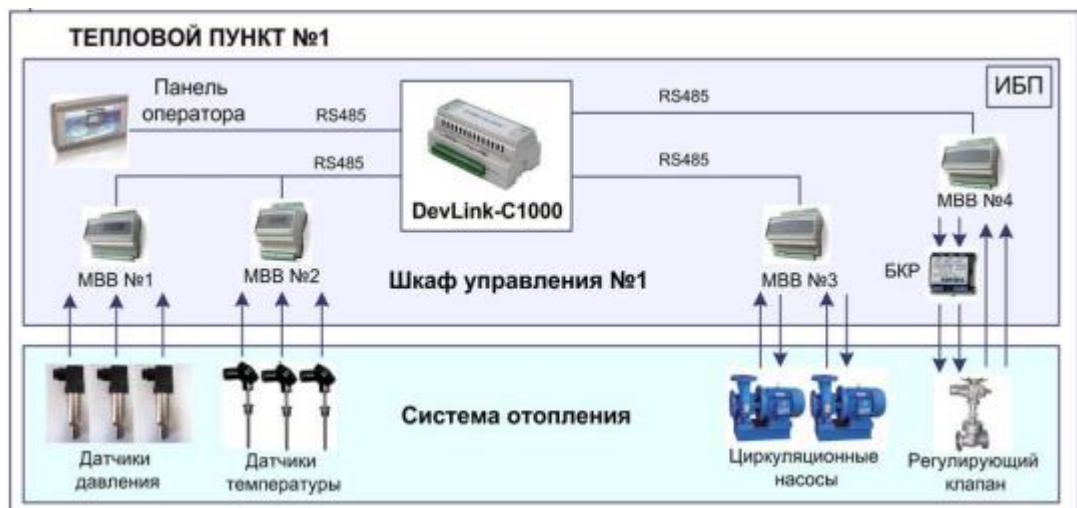 ТЕПЛОВОЙ ПУНКТ №1
ИБП
Панель
оператора
RS485
RS485
RS485
RS485
DevLink-C1000
МВВ №1
МВВ №2
МВВ №3
МВВ №4
БКР
Шкаф управления №1
Система отопления
Датчики
давления
Датчики
температуры
Циркуляционные
насосы
Регулирующий
клапан